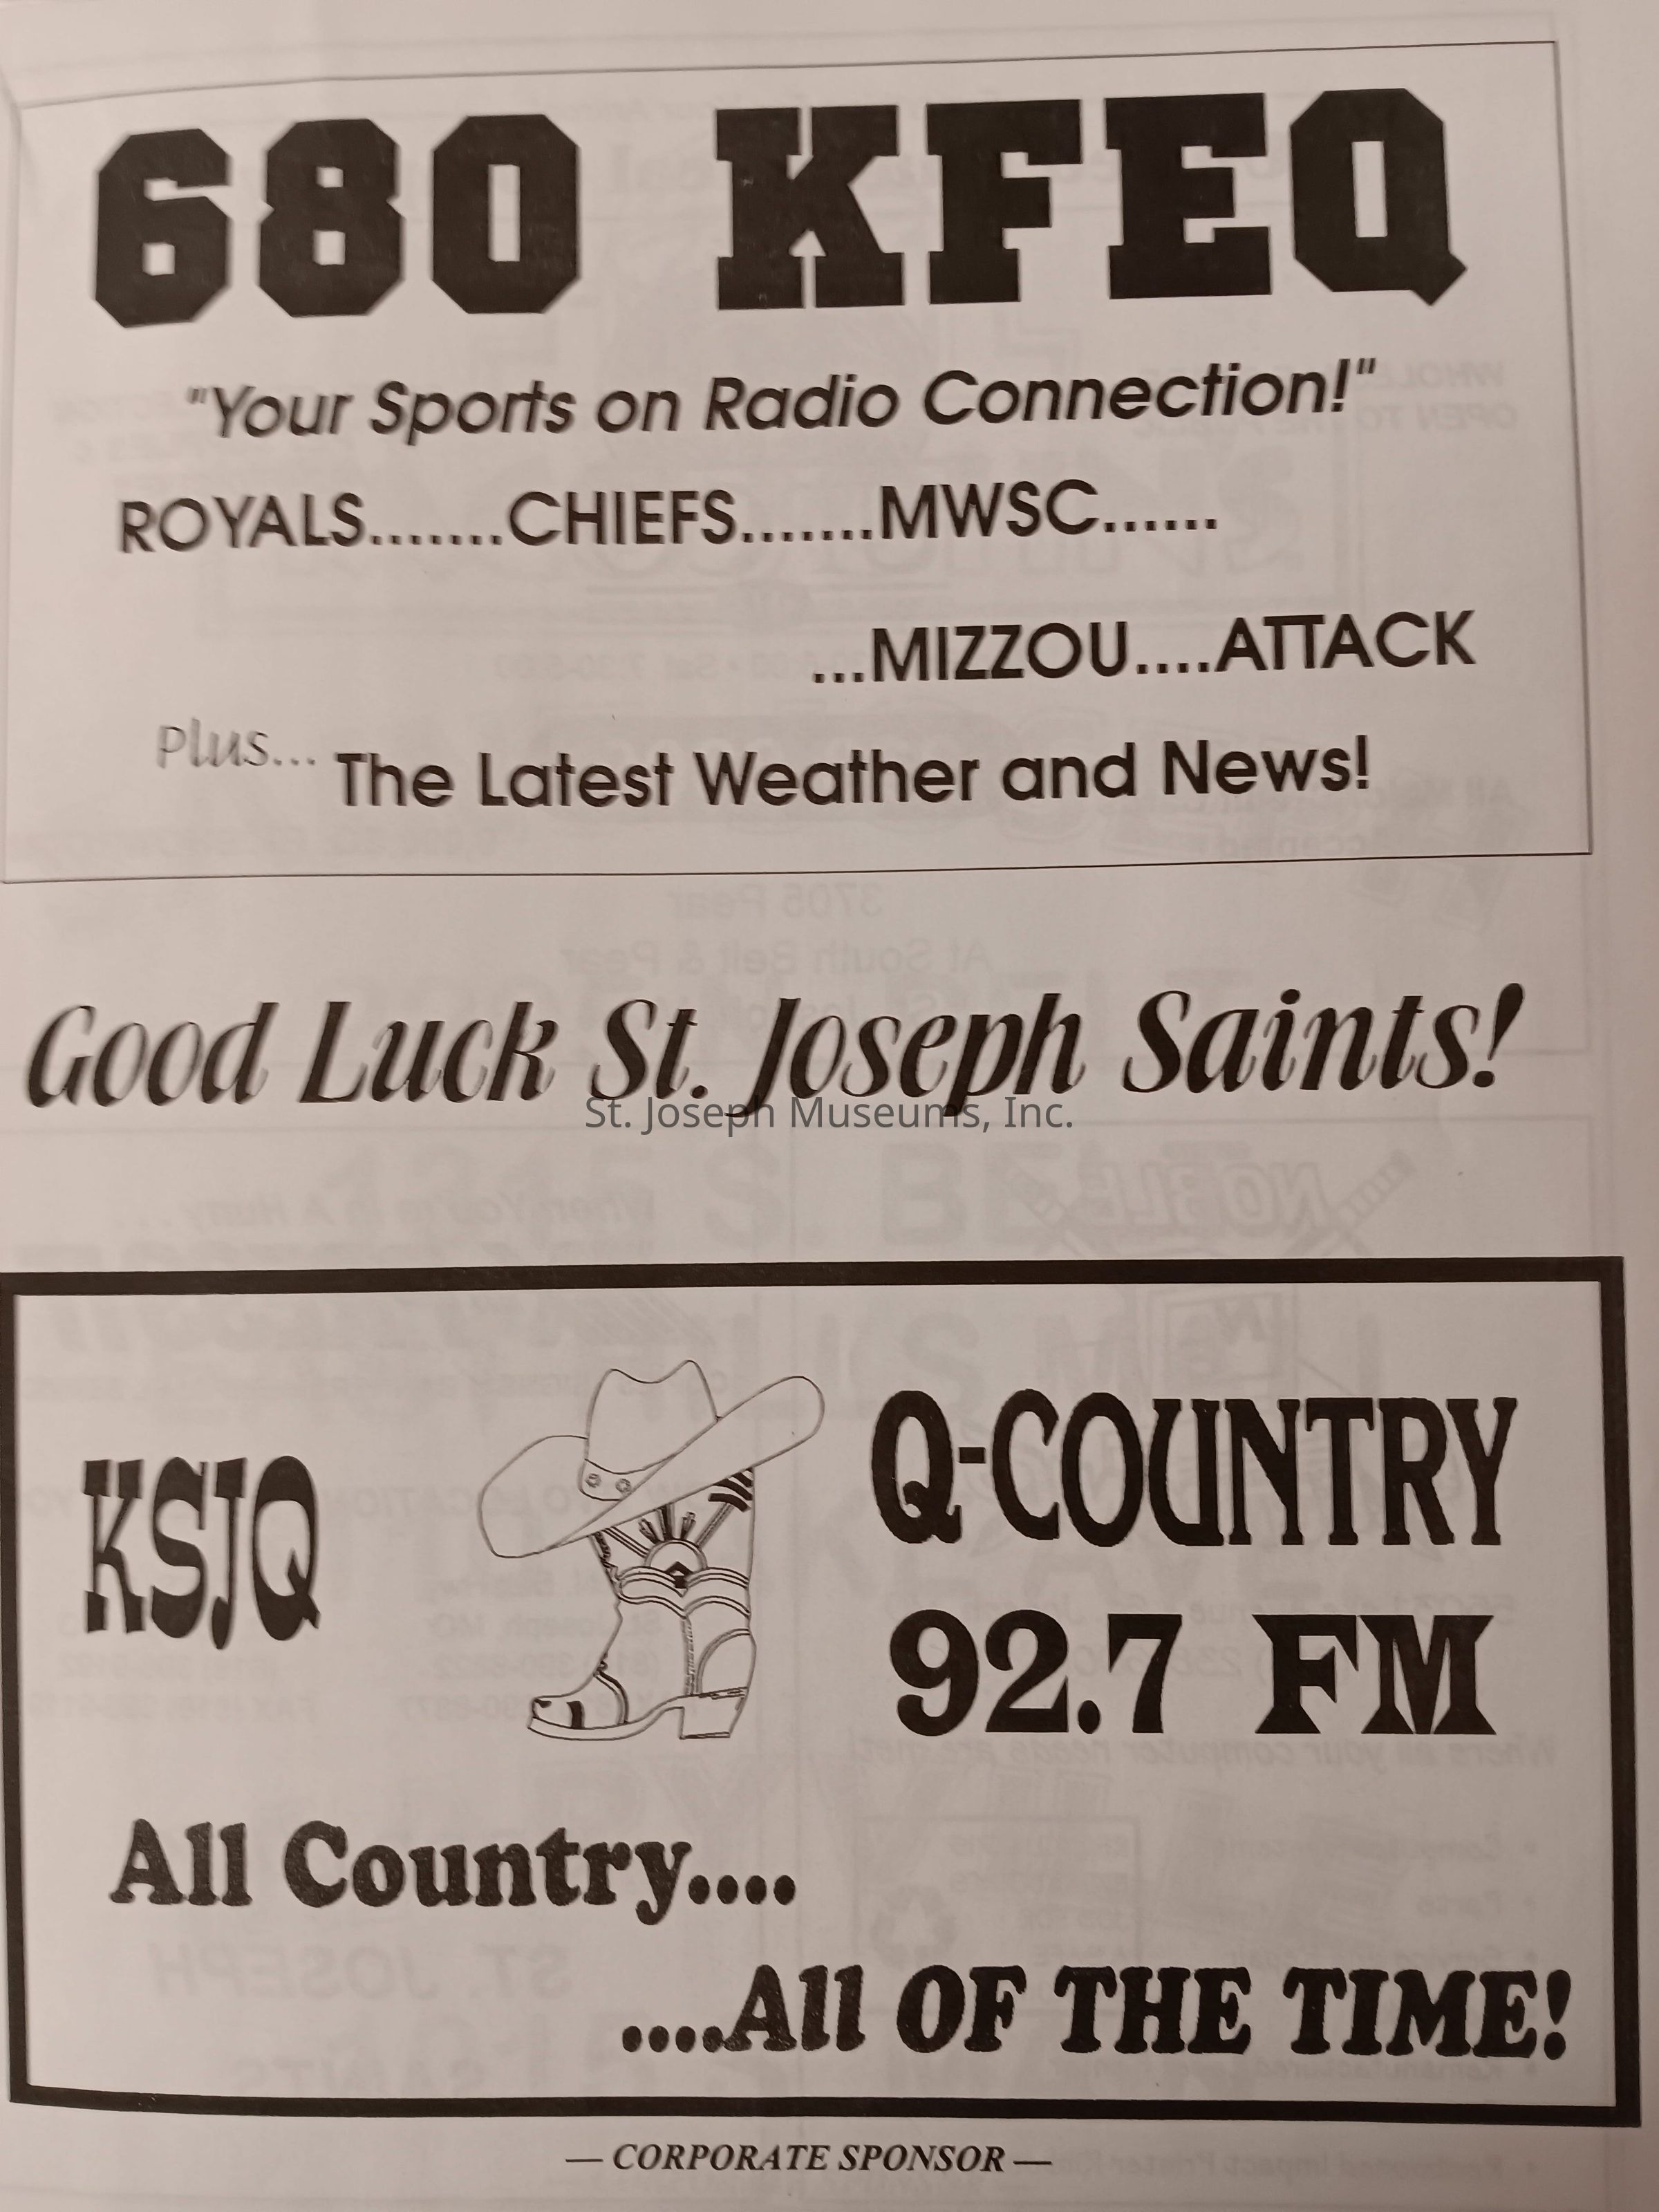 680 KFEQ
"Your Sports on Radio Connection!"
ROYALS.......CHIEFS.......MWSC......
...MIZZOU....ATTACK
Plus... The Latest Weather and News!
Good Luck St. Joseph Saints!
St. Joseph Museums, Inc.
KSJQ
Q-COUNTRY
92.7 FM
All Country....
....All OF THE TIME!
— CORPORATE SPONSOR —